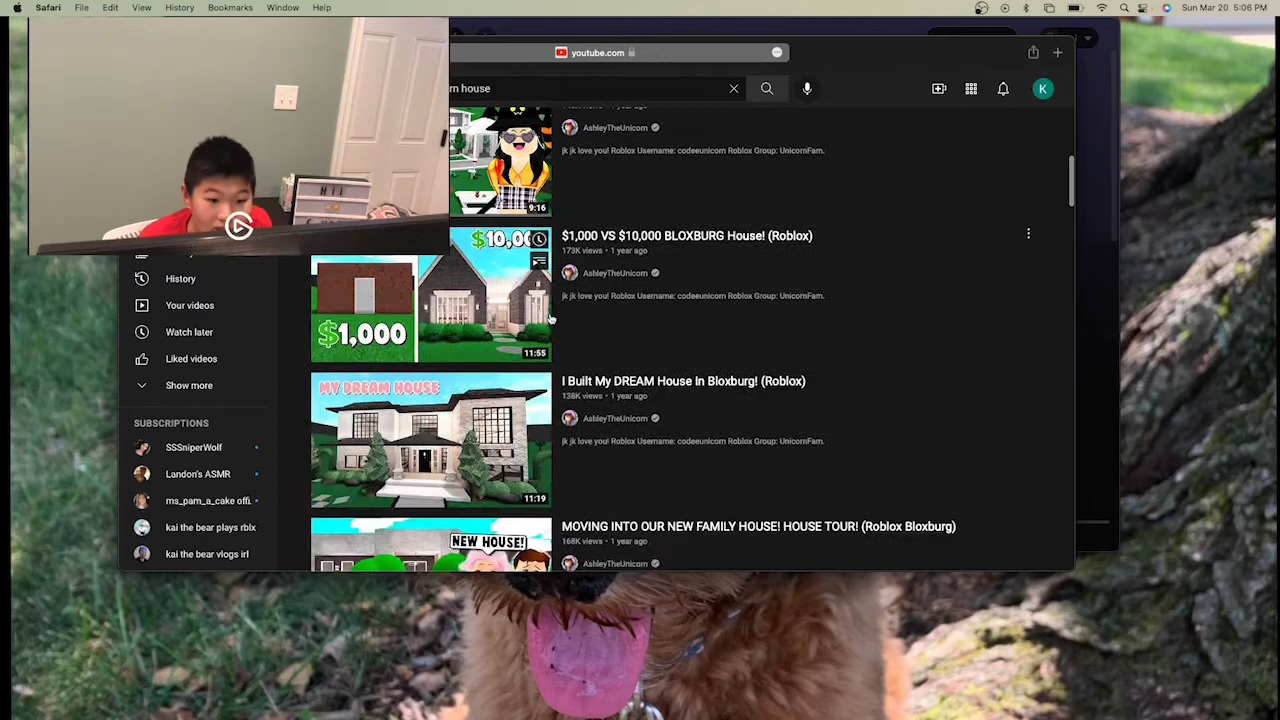 Safari File Edit View History Bookmarks Window Help
Sun Mar 20 5:06 PM
youtube.com
house
K
AshleyTheUnicorn
jk jk love you! Roblox Username: codeeunicorn Roblox Group: UnicornFam.
9:16
HII
$1,000 VS $10,000 BLOXBURG House! (Roblox)
173K views • 1 year ago
AshleyTheUnicorn
jk jk love you! Roblox Username: codeeunicorn Roblox Group: UnicornFam.
$1,000
11:55
History
Your videos
Watch later
Liked videos
Show more
SUBSCRIPTIONS
SSSniperWolf
Landon's ASMR
ms_pam_a_cake offi
kai the bear plays rblx
kai the bear vlogs irl
MY DREAM HOUSE
11:19
I Built My DREAM House In Bloxburg! (Roblox)
138K views • 1 year ago
AshleyTheUnicorn
jk jk love you! Roblox Username: codeeunicorn Roblox Group: UnicornFam.
NEW HOUSE!
MOVING INTO OUR NEW FAMILY HOUSE! HOUSE TOUR! (Roblox Bloxburg)
168K views • 1 year ago
AshleyTheUnicorn